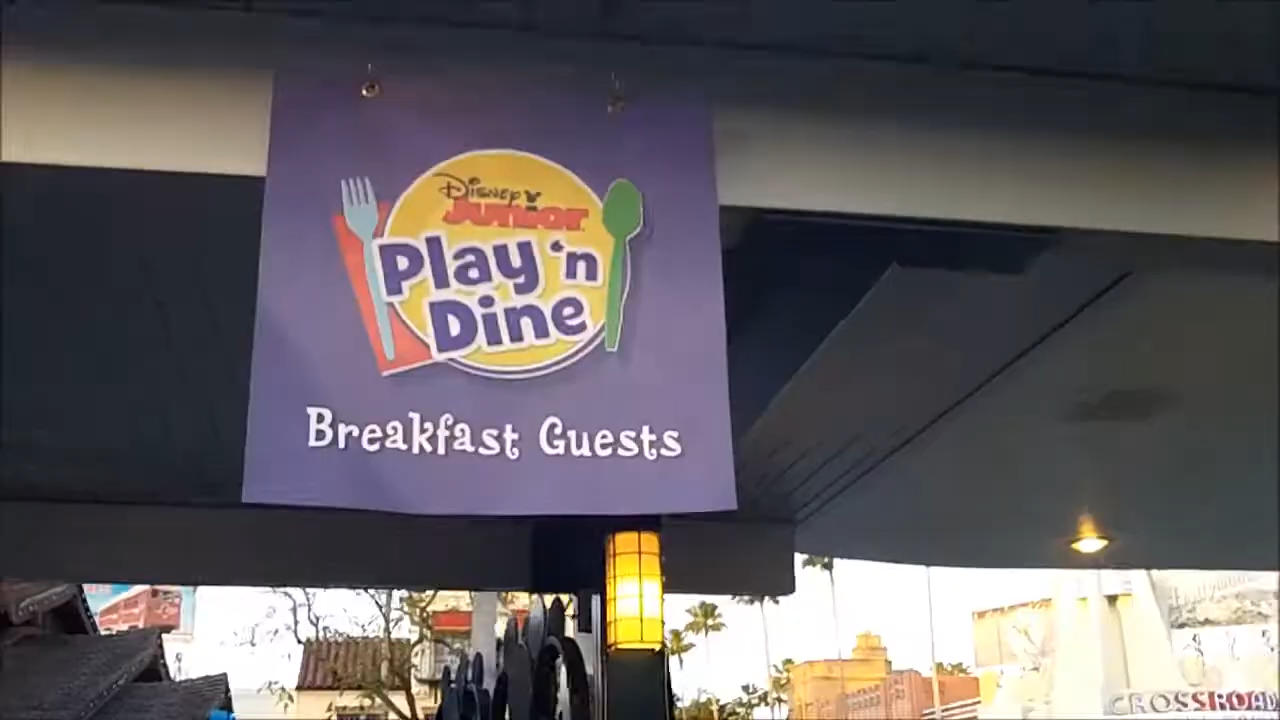 Disney
Junior
Play 'n
Dine
Breakfast Guests
CROSSROAD